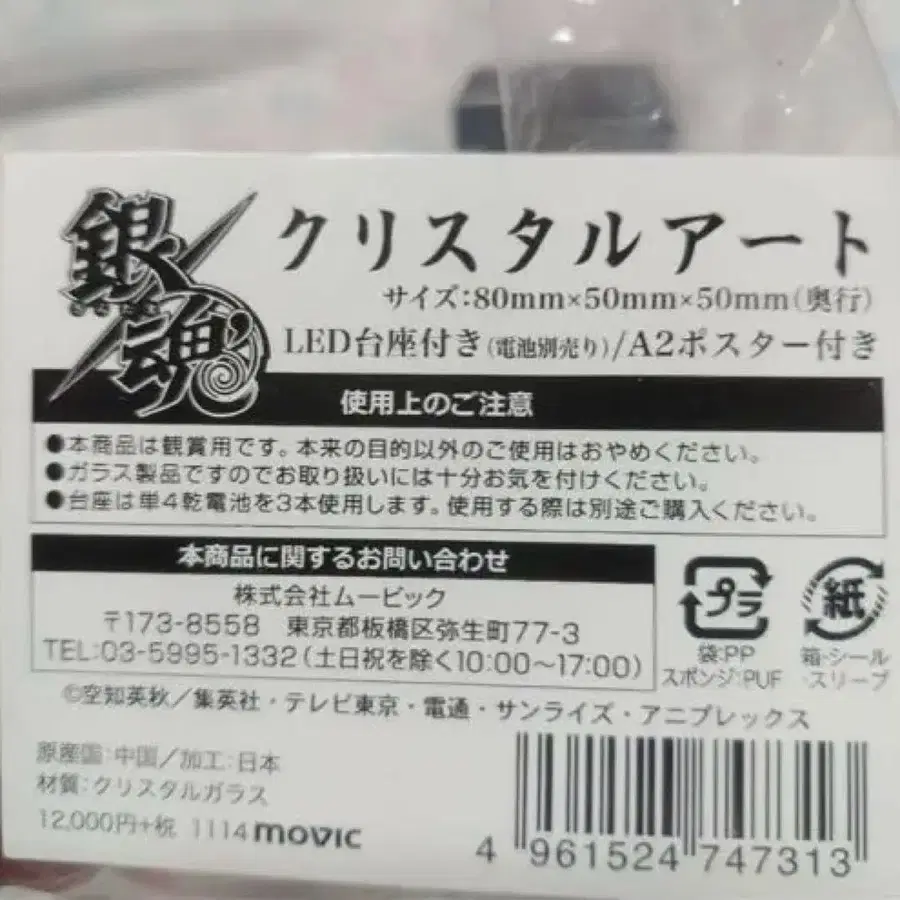 銀魂
クリスタルアート
サイズ：80mm×50mm×50mm（奥行）
LED台座付き（電池別売り）/A2ポスター付き
使用上のご注意
●本商品は観賞用です。本来の目的以外のご使用はおやめください。
●ガラス製品ですのでお取り扱いには十分お気を付けください。
●台座は単4乾電池を3本使用します。使用する際は別途ご購入ください。
本商品に関するお問い合わせ
株式会社ムービック
〒173-8558 東京都板橋区弥生町77-3
TEL:03-5995-1332（土日祝を除く10:00〜17:00）
プラ
袋:PP
スポンジ:PUF
紙
箱・シール
・スリーブ
©空知英秋／集英社・テレビ東京・電通・サンライズ・アニプレックス
原産国:中国／加工:日本
材質:クリスタルガラス
12,000円+税 1114 movic
4 961524 747313